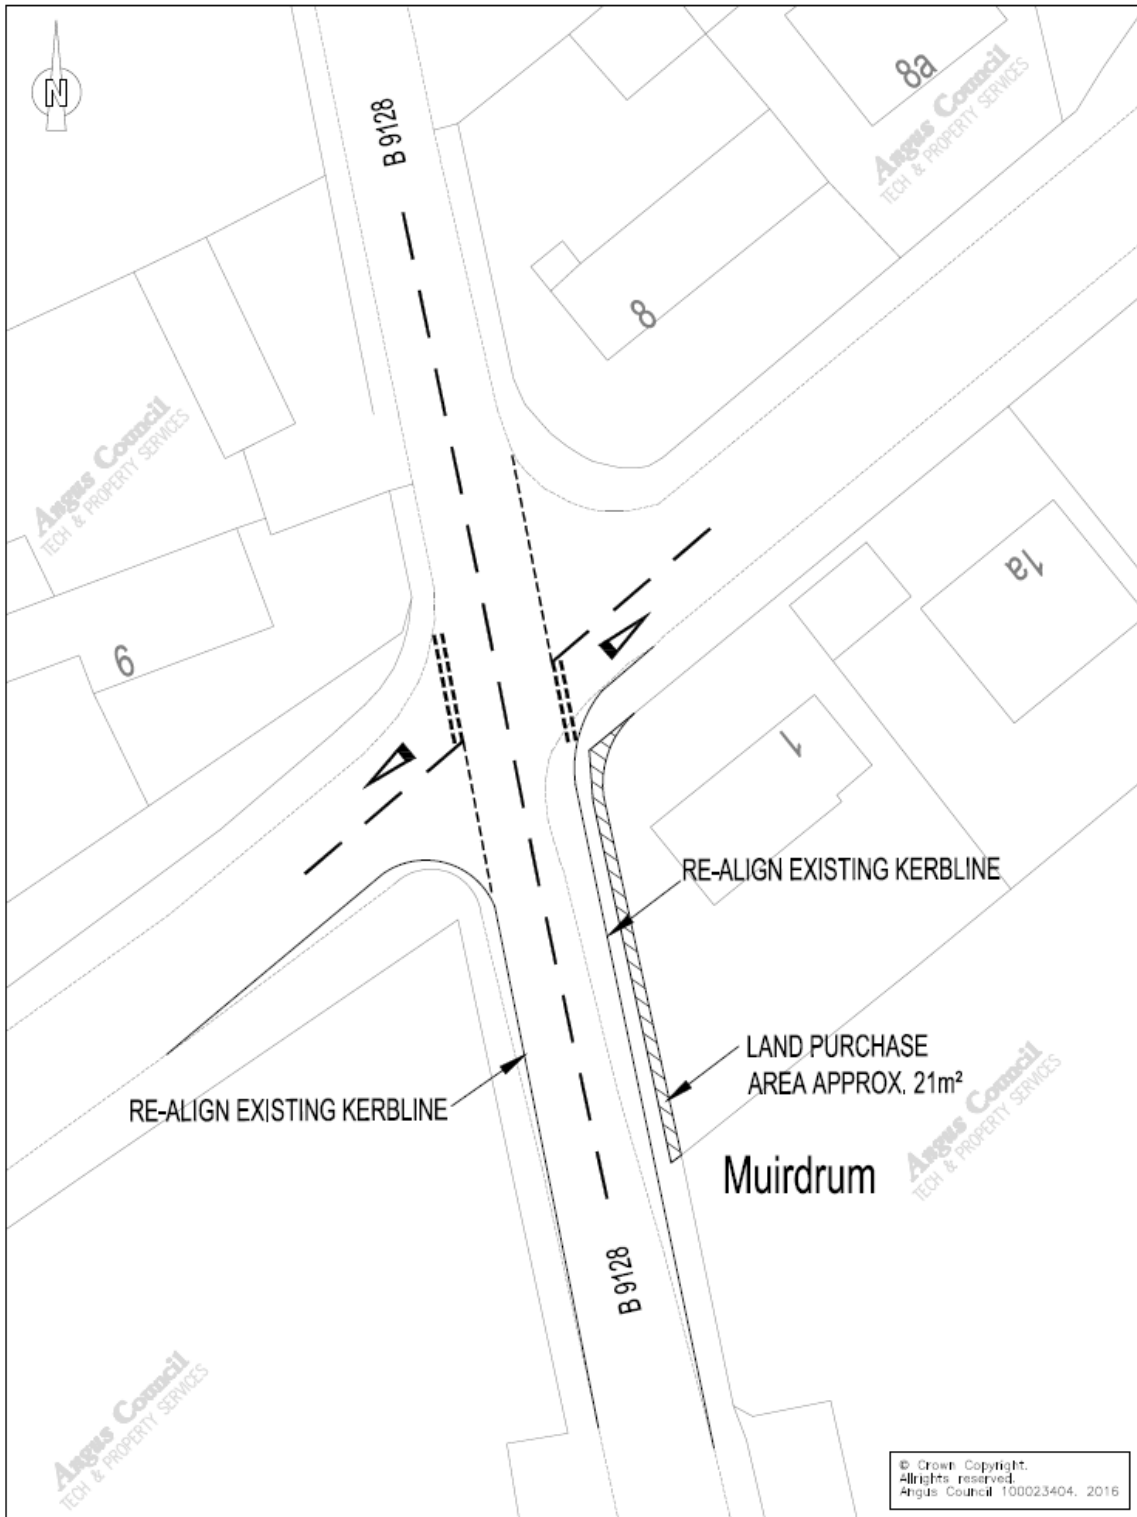 N
B 9128
8a
Angus Council
TECH & PROPERTY SERVICES
8
Angus Council
TECH & PROPERTY SERVICES
1a
9
1
RE-ALIGN EXISTING KERBLINE
LAND PURCHASE
AREA APPROX. 21m²
RE-ALIGN EXISTING KERBLINE
Angus Council
TECH & PROPERTY SERVICES
Muirdrum
B 9128
Angus Council
TECH & PROPERTY SERVICES
© Crown Copyright.
Allrights reserved.
Angus Council 100023404. 2016